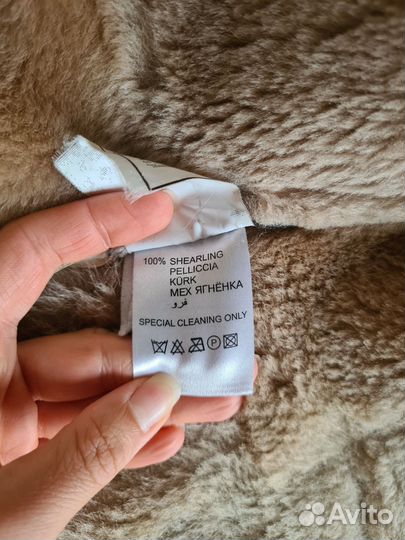 100% SHEARLING
PELLICCIA
KÜRK
МЕХ ЯГНЁНКА
فرو
SPECIAL CLEANING ONLY
P
Avito